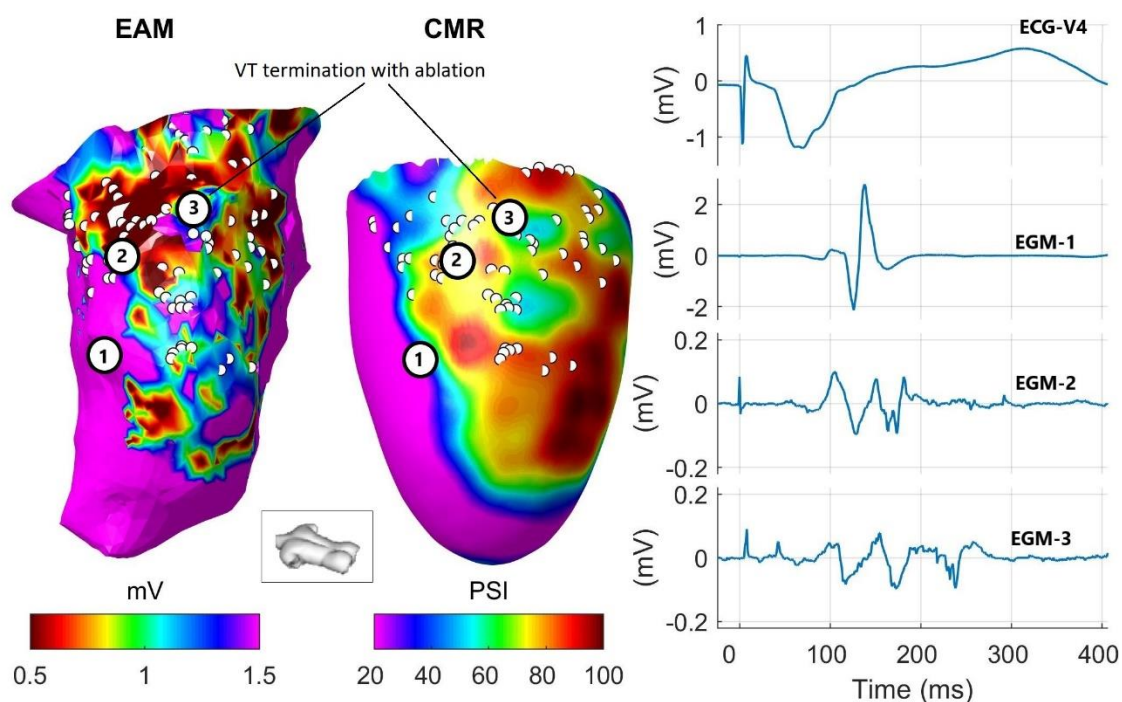 EAM
CMR
VT termination with ablation
3
2
1
3
2
1
mV
0.5
1
1.5
PSI
20
40
60
80
100
ECG-V4
(mV)
1
0
-1
EGM-1
(mV)
2
0
-2
EGM-2
(mV)
0.2
0
-0.2
EGM-3
(mV)
0.2
0
-0.2
0
100
200
300
400
Time (ms)